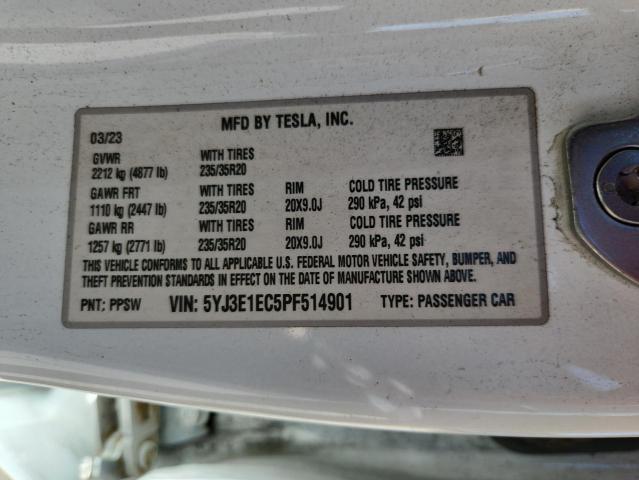 MFD BY TESLA, INC.
03/23
GVWR WITH TIRES
2212 kg (4877 lb) 235/35R20
GAWR FRT WITH TIRES RIM COLD TIRE PRESSURE
1110 kg (2447 lb) 235/35R20 20X9.0J 290 kPa, 42 psi
GAWR RR WITH TIRES RIM COLD TIRE PRESSURE
1257 kg (2771 lb) 235/35R20 20X9.0J 290 kPa, 42 psi
THIS VEHICLE CONFORMS TO ALL APPLICABLE U.S. FEDERAL MOTOR VEHICLE SAFETY, BUMPER, AND
THEFT PREVENTION STANDARDS IN EFFECT ON THE DATE OF MANUFACTURE SHOWN ABOVE.
PNT: PPSW VIN: 5YJ3E1EC5PF514901 TYPE: PASSENGER CAR